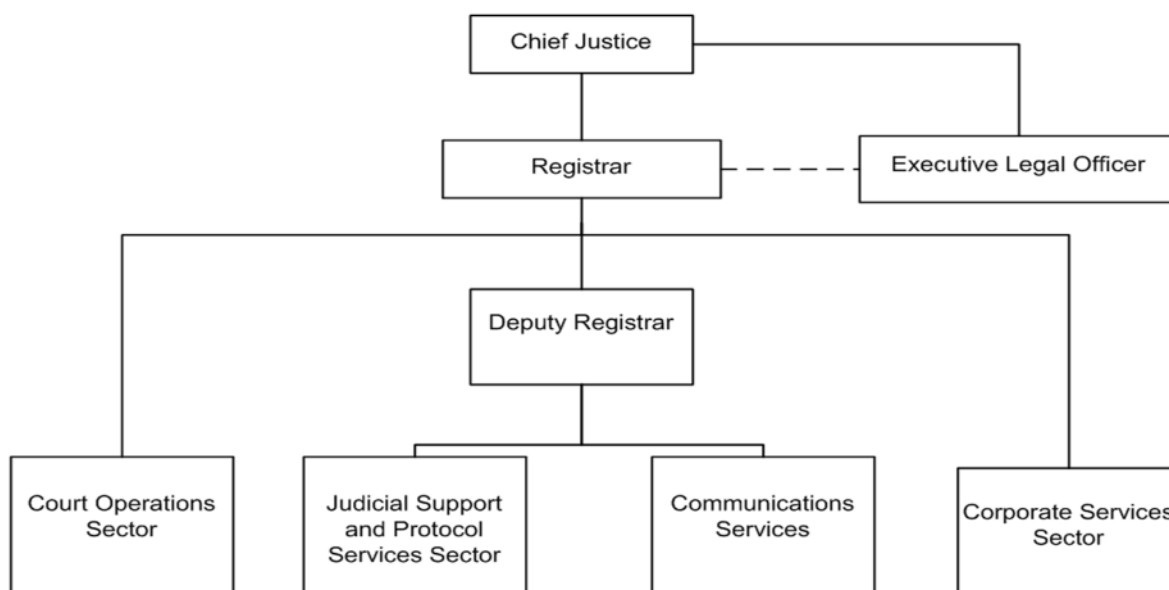 Chief Justice
Registrar
Executive Legal Officer
Deputy Registrar
Court Operations
Sector
Judicial Support
and Protocol
Services Sector
Communications
Services
Corporate Services
Sector